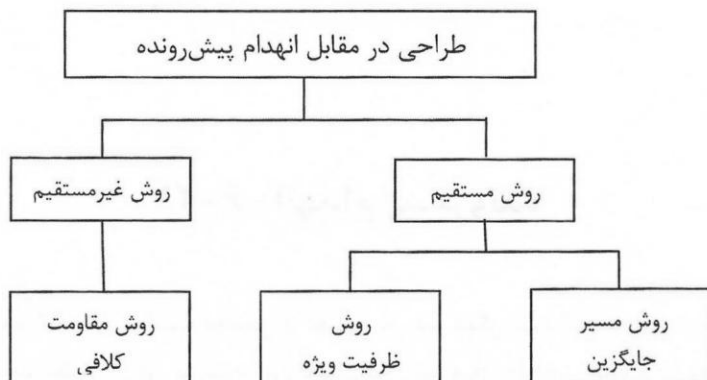 طراحی در مقابل انهدام پیش‌رونده
روش مستقیم
روش غیرمستقیم
روش مسیر
جایگزین
روش
ظرفیت ویژه
روش مقاومت
کلافی